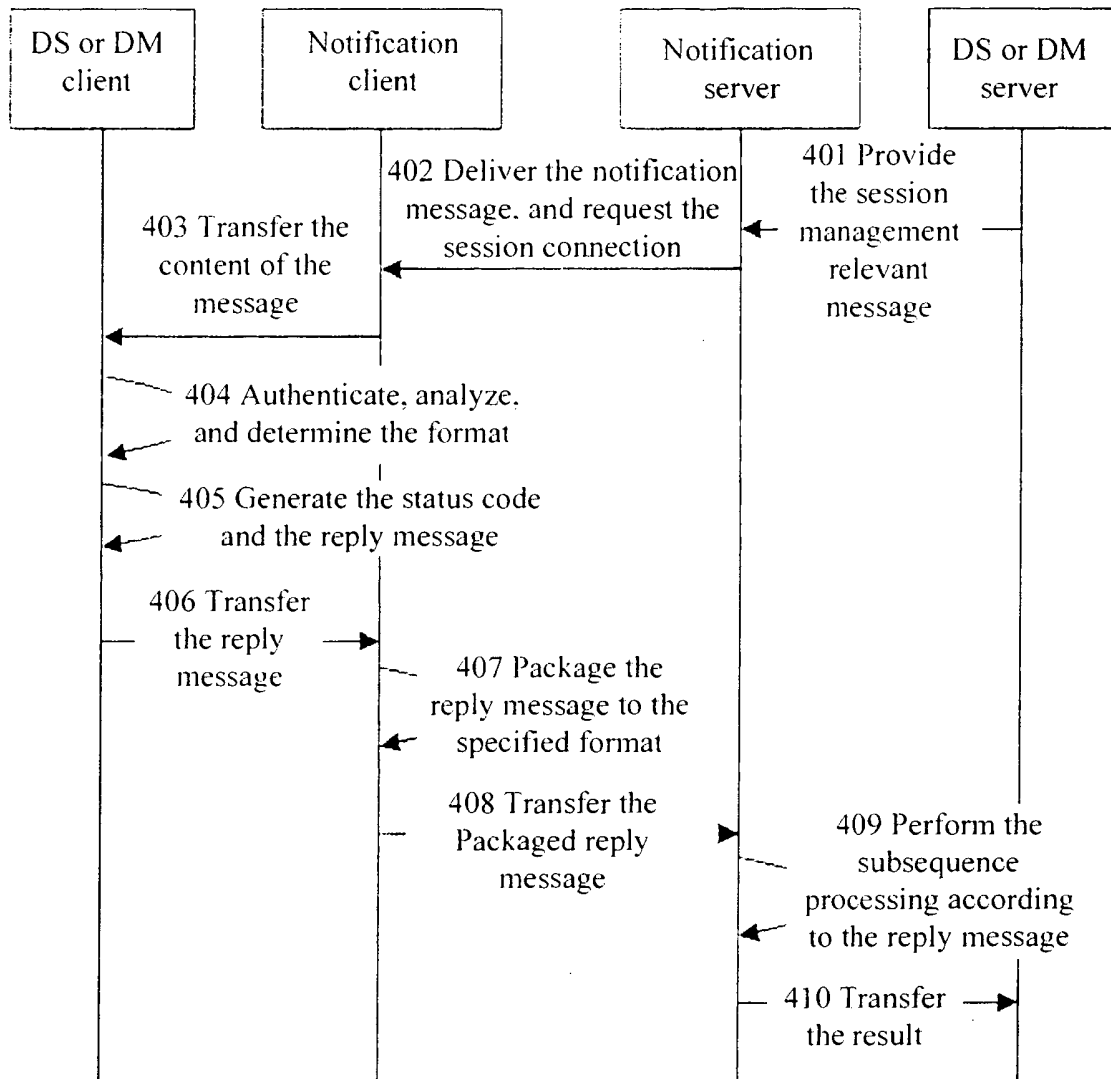 DS or DM
client
Notification
client
Notification
server
DS or DM
server
401 Provide
the session
management
relevant
message
402 Deliver the notification
message. and request the
session connection
403 Transfer the
content of the
message
404 Authenticate, analyze,
and determine the format
405 Generate the status code
and the reply message
406 Transfer
the reply
message
407 Package the
reply message to the
specified format
408 Transfer the
Packaged reply
message
409 Perform the
subsequence
processing according
to the reply message
410 Transfer
the result